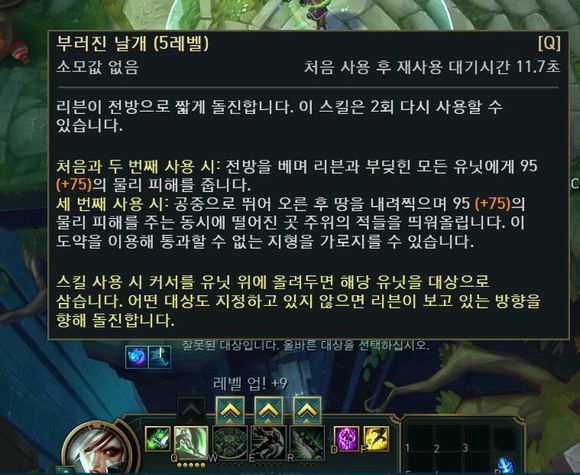 부러진 날개 (5레벨) [Q]
소모값 없음 처음 사용 후 재사용 대기시간 11.7초
리븐이 전방으로 짧게 돌진합니다. 이 스킬은 2회 다시 사용할 수
있습니다.
처음과 두 번째 사용 시: 전방을 베며 리븐과 부딪힌 모든 유닛에게 95
(+75)의 물리 피해를 줍니다.
세 번째 사용 시: 공중으로 뛰어 오른 후 땅을 내려찍으며 95 (+75)의
물리 피해를 주는 동시에 떨어진 곳 주위의 적들을 띄워올립니다. 이
도약을 이용해 통과할 수 없는 지형을 가로지를 수 있습니다.
스킬 사용 시 커서를 유닛 위에 올려두면 해당 유닛을 대상으로
삼습니다. 어떤 대상도 지정하고 있지 않으면 리븐이 보고 있는 방향을
향해 돌진합니다.
잘못된 대상입니다. 올바른 대상을 선택하십시오.
레벨 업! +9
Q W E R D F
1 2 3